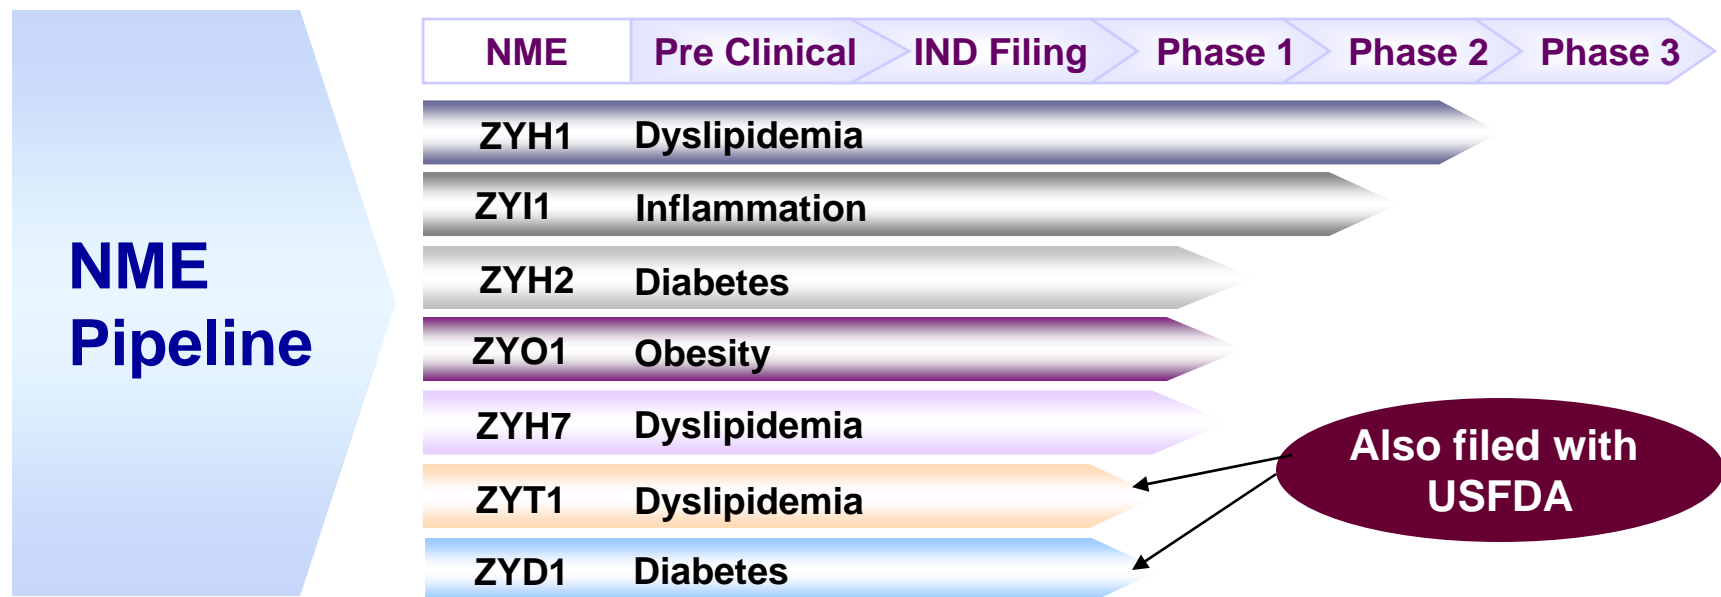 NME
Pipeline
NME Pre Clinical IND Filing Phase 1 Phase 2 Phase 3
ZYH1 Dyslipidemia
ZYI1 Inflammation
ZYH2 Diabetes
ZYO1 Obesity
ZYH7 Dyslipidemia
ZYT1 Dyslipidemia
ZYD1 Diabetes
Also filed with
USFDA